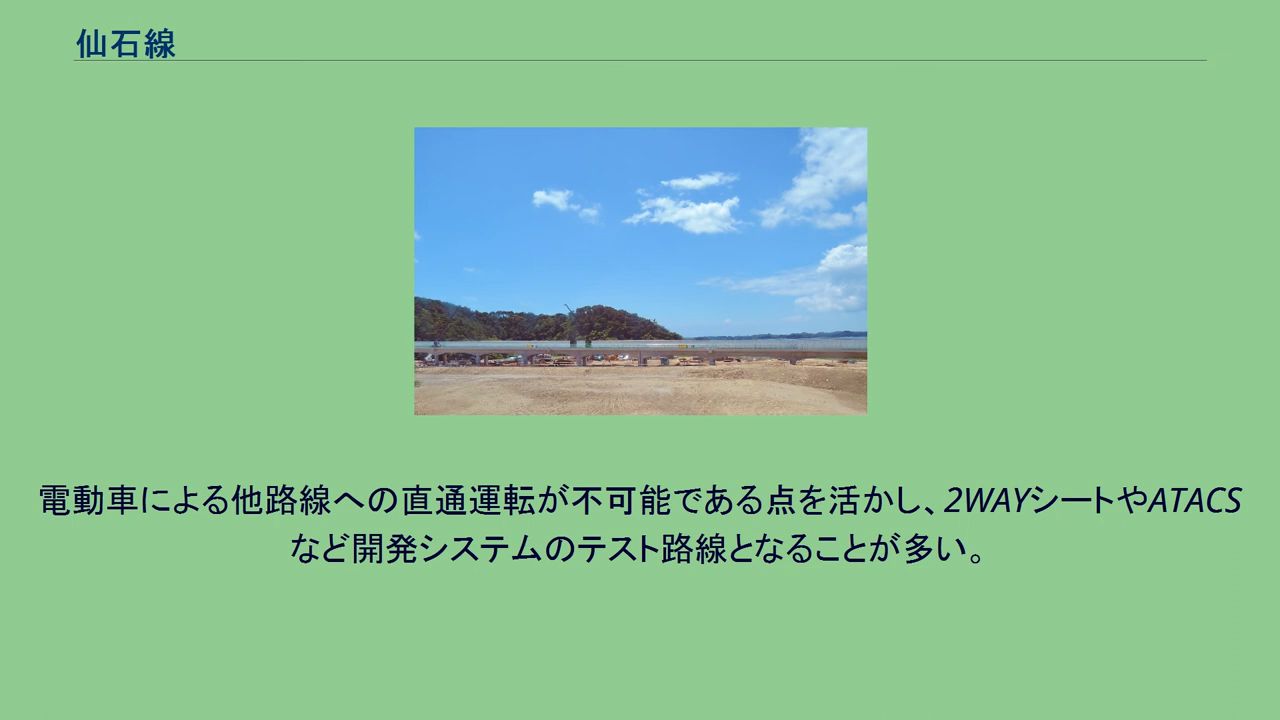 仙石線
電動車による他路線への直通運転が不可能である点を活かし、2WAYシートやATACS
など開発システムのテスト路線となることが多い。